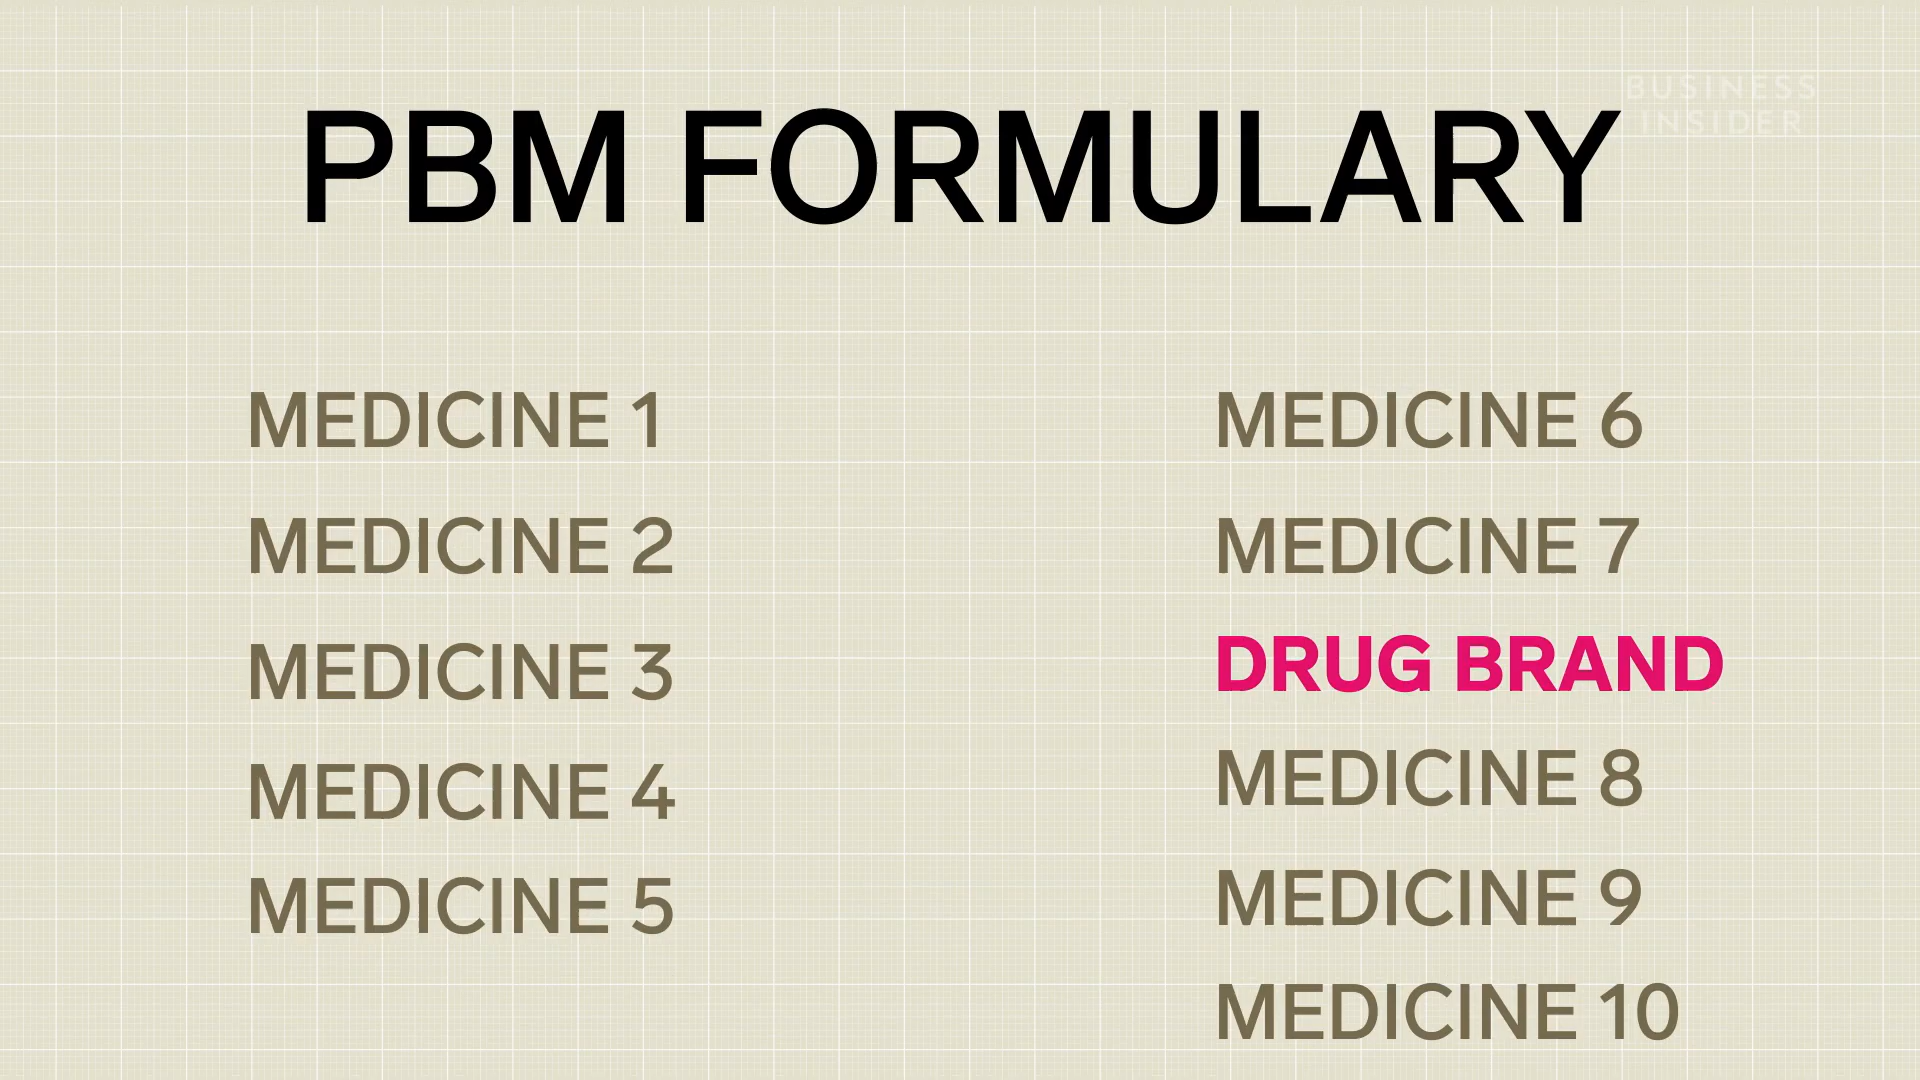 BUSINESS
INSIDER
PBM FORMULARY
MEDICINE 1
MEDICINE 2
MEDICINE 3
MEDICINE 4
MEDICINE 5
MEDICINE 6
MEDICINE 7
DRUG BRAND
MEDICINE 8
MEDICINE 9
MEDICINE 10